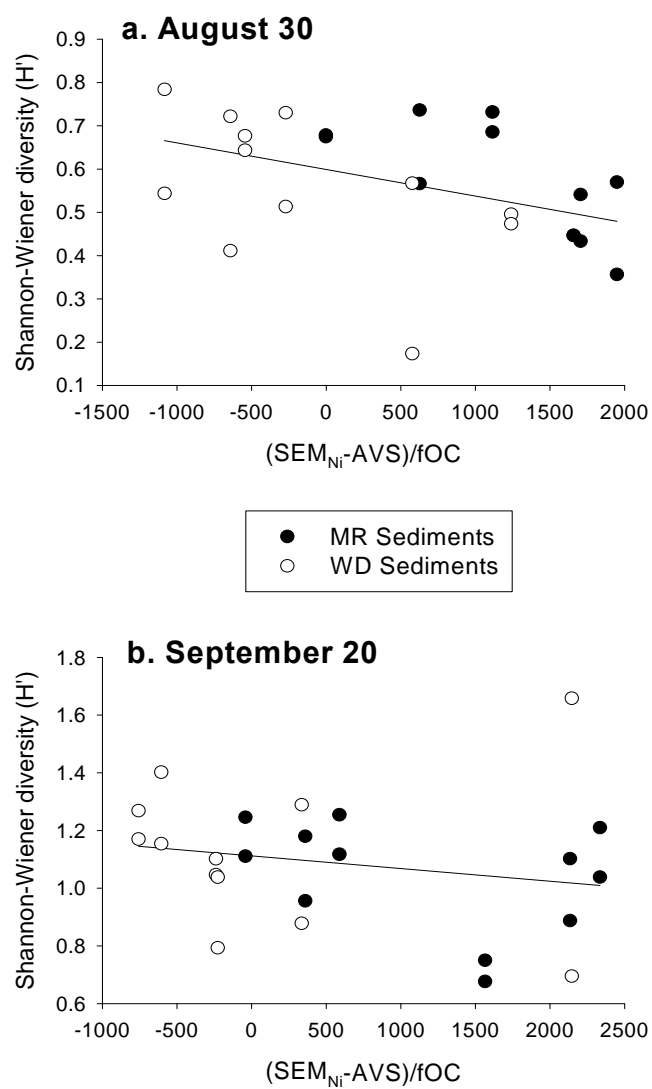 a. August 30
Shannon-Wiener diversity (H')
0.9
0.8
0.7
0.6
0.5
0.4
0.3
0.2
0.1
-1500 -1000 -500 0 500 1000 1500 2000
(SEMNi-AVS)/fOC
MR Sediments
WD Sediments
b. September 20
Shannon-Wiener diversity (H')
1.8
1.6
1.4
1.2
1.0
0.8
0.6
-1000 -500 0 500 1000 1500 2000 2500
(SEMNi-AVS)/fOC